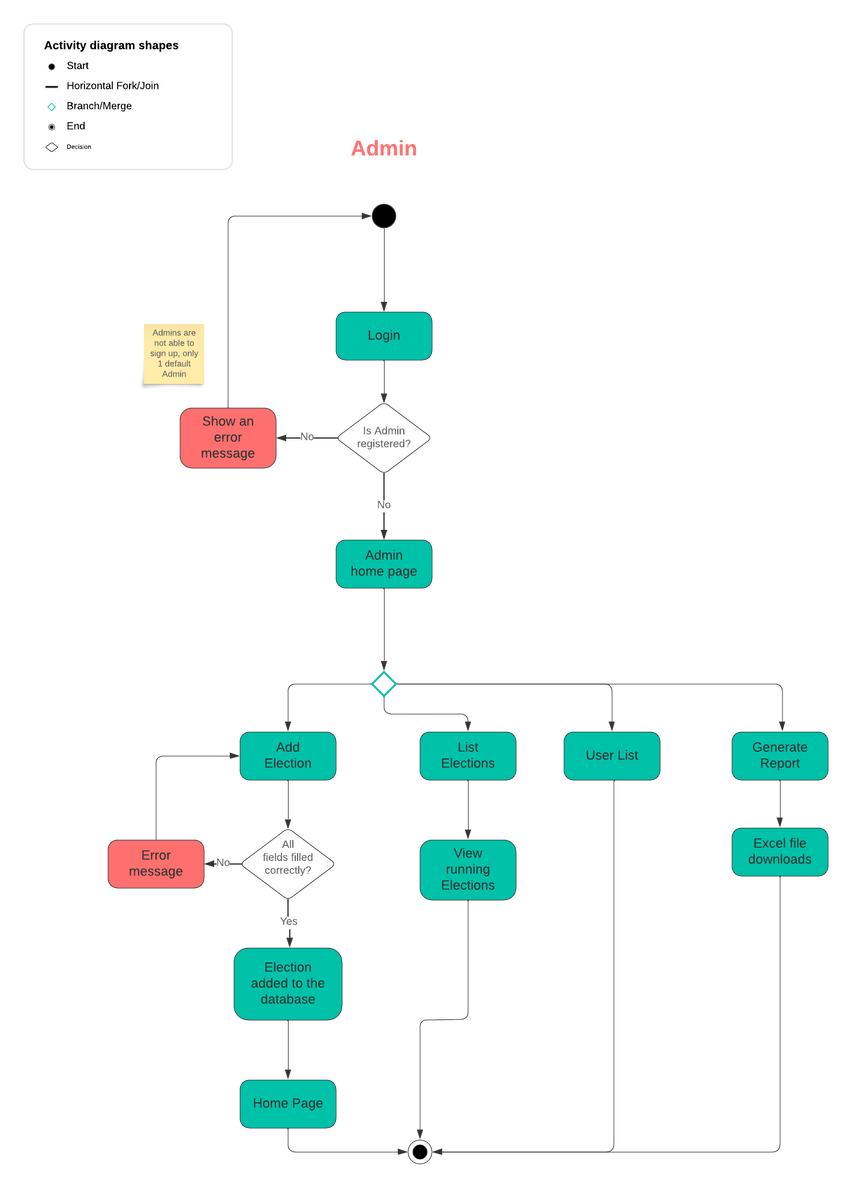 Activity diagram shapes
Start
Horizontal Fork/Join
Branch/Merge
End
Decision
Admin
Login
Admins are
not able to
sign up, only
1 default
Admin
Show an
error
message
No
Is Admin
registered?
No
Admin
home page
Add
Election
List
Elections
User List
Generate
Report
Error
message
No
All
fields filled
correctly?
View
running
Elections
Excel file
downloads
Yes
Election
added to the
database
Home Page